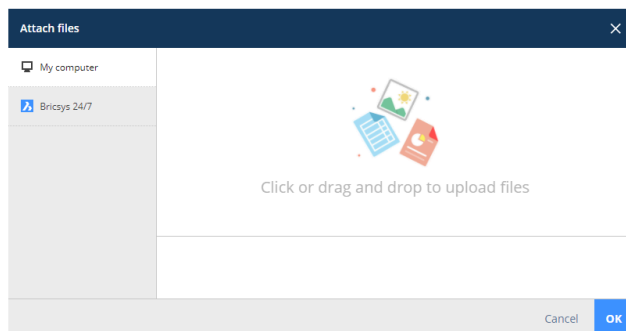 Attach files
My computer
Bricsys 24/7
Click or drag and drop to upload files
Cancel
OK